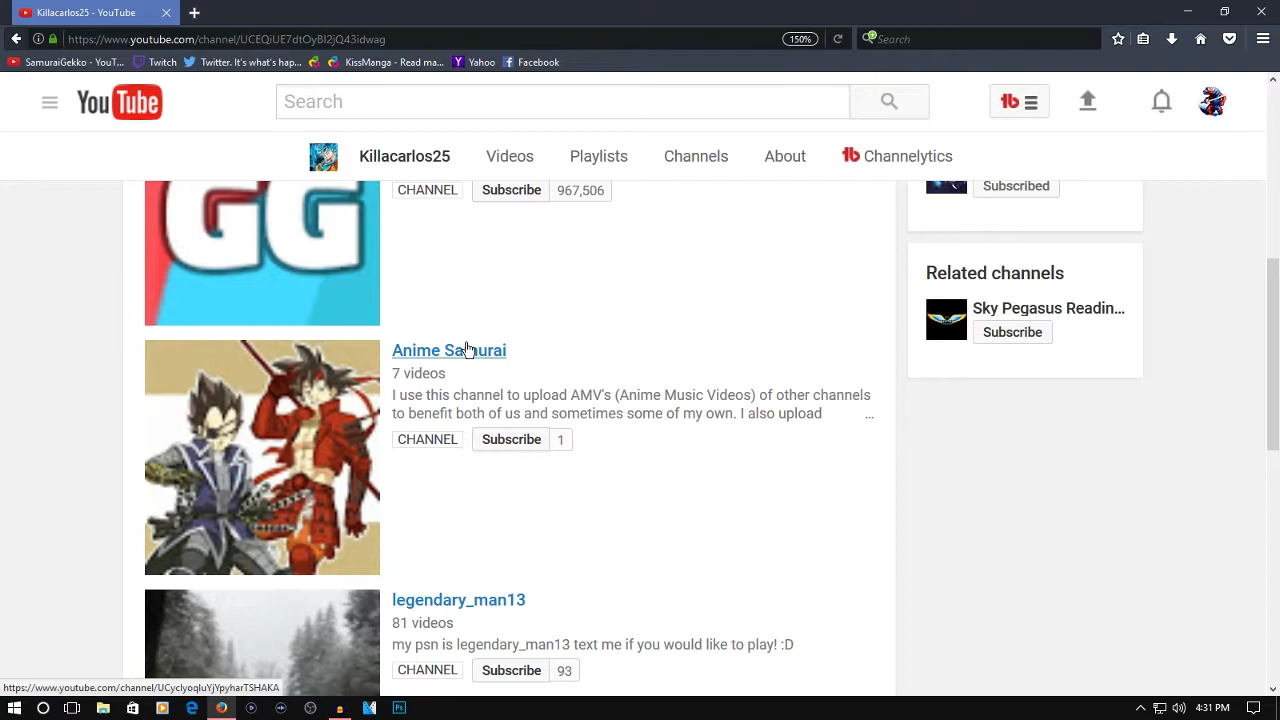 Killacarlos25 - YouTube
https://www.youtube.com/channel/UCEQiUE7dtOyBI2jQ43idwag
150%
Search
SamuraiGekko - YouT...
Twitch
Twitter. It's what's hap...
KissManga - Read ma...
Yahoo
Facebook
YouTube
Search
tb
Killacarlos25
Videos
Playlists
Channels
About
Channelytics
GG
CHANNEL
Subscribe
967,506
Subscribed
Related channels
Sky Pegasus Readin...
Subscribe
Anime Samurai
7 videos
I use this channel to upload AMV's (Anime Music Videos) of other channels
to benefit both of us and sometimes some of my own. I also upload ...
CHANNEL
Subscribe
1
legendary_man13
81 videos
my psn is legendary_man13 text me if you would like to play! :D
CHANNEL
Subscribe
93
https://www.youtube.com/channel/UCyclyoqIuYjYpyharTSHAKA
4:31 PM